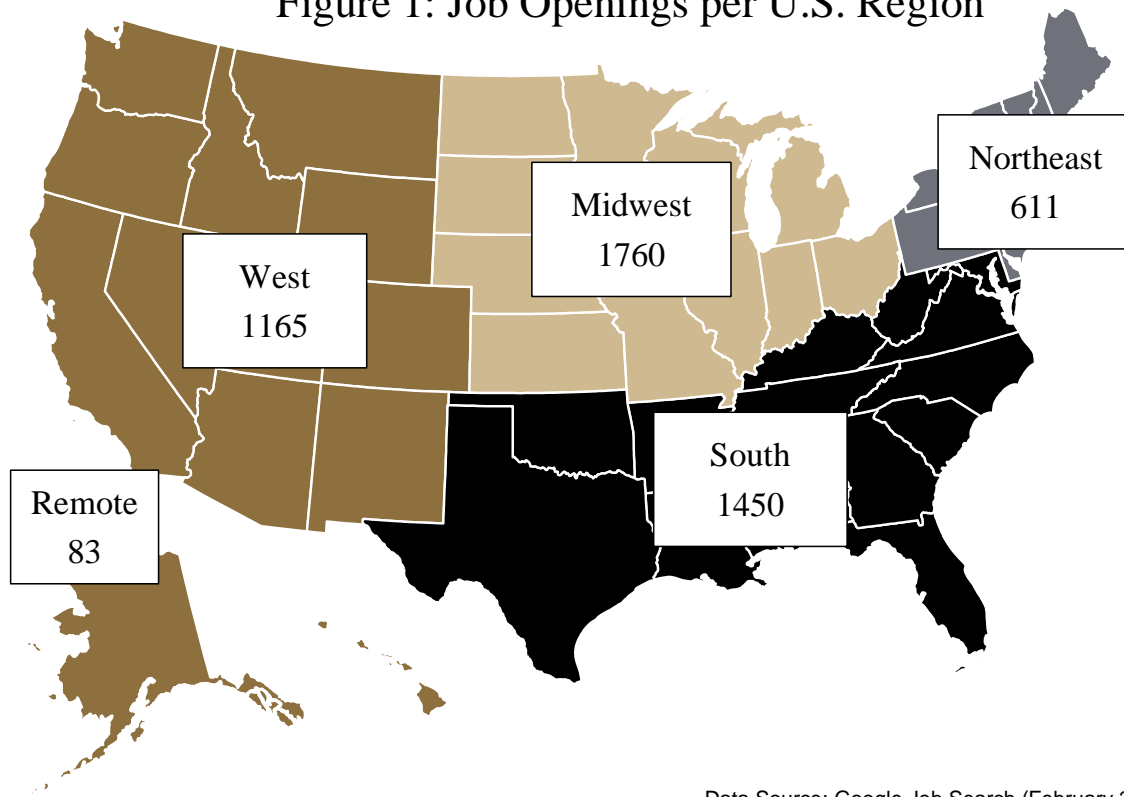 Figure 1: Job Openings per U.S. Region
Northeast
611
Midwest
1760
West
1165
South
1450
Remote
83
Data Source: Google Job Search (February